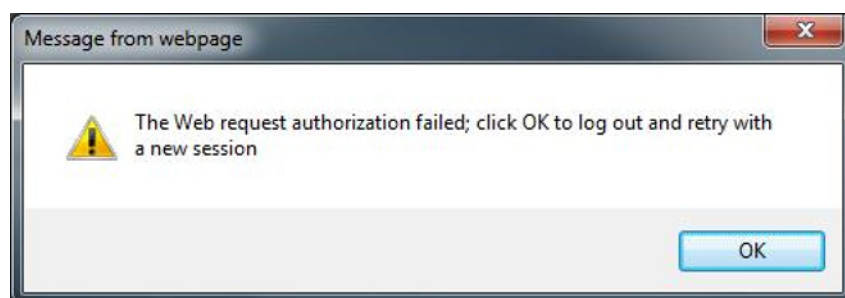 Message from webpage
The Web request authorization failed; click OK to log out and retry with
a new session
OK